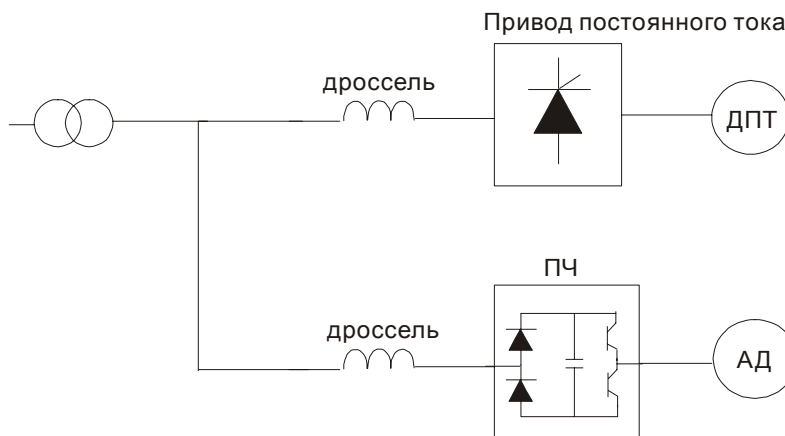 Привод постоянного тока
дроссель
ДПТ
ПЧ
дроссель
АД